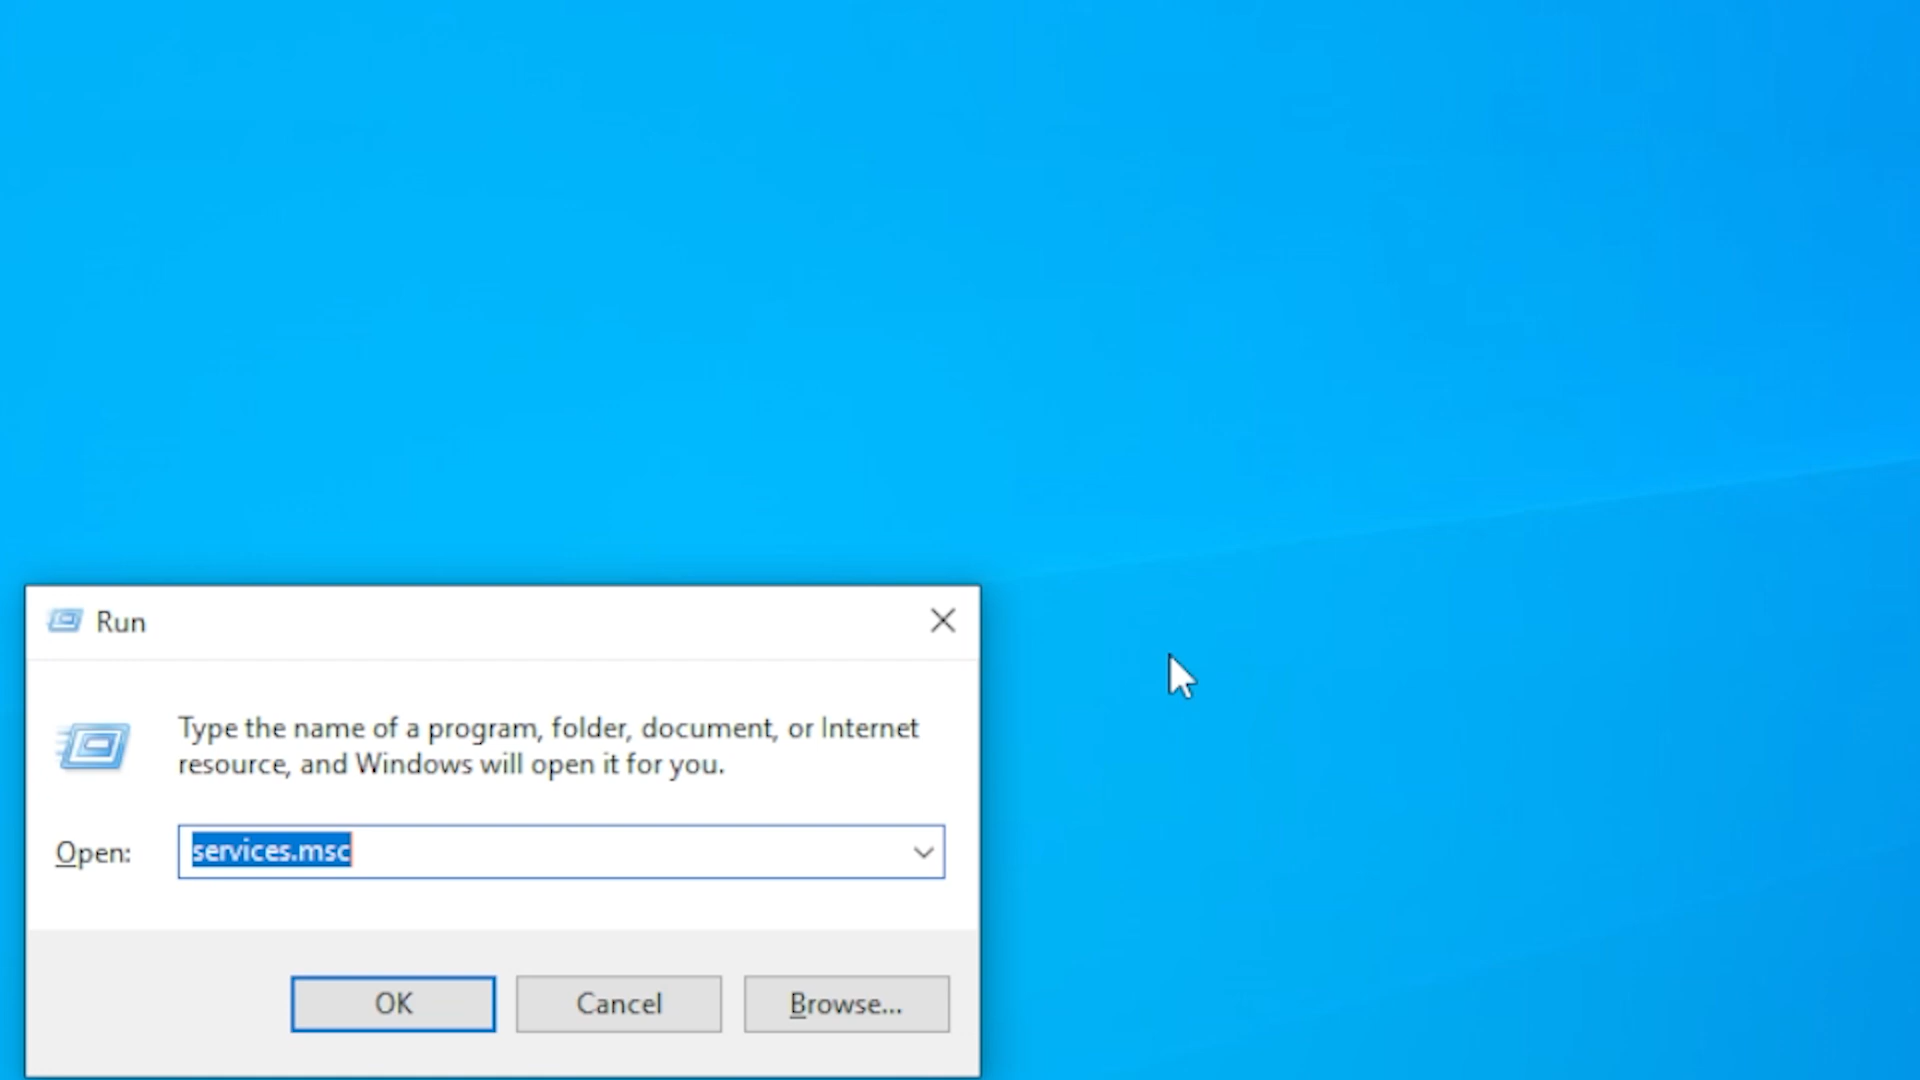 Run
Type the name of a program, folder, document, or Internet
resource, and Windows will open it for you.
Open: services.msc
OK Cancel Browse...